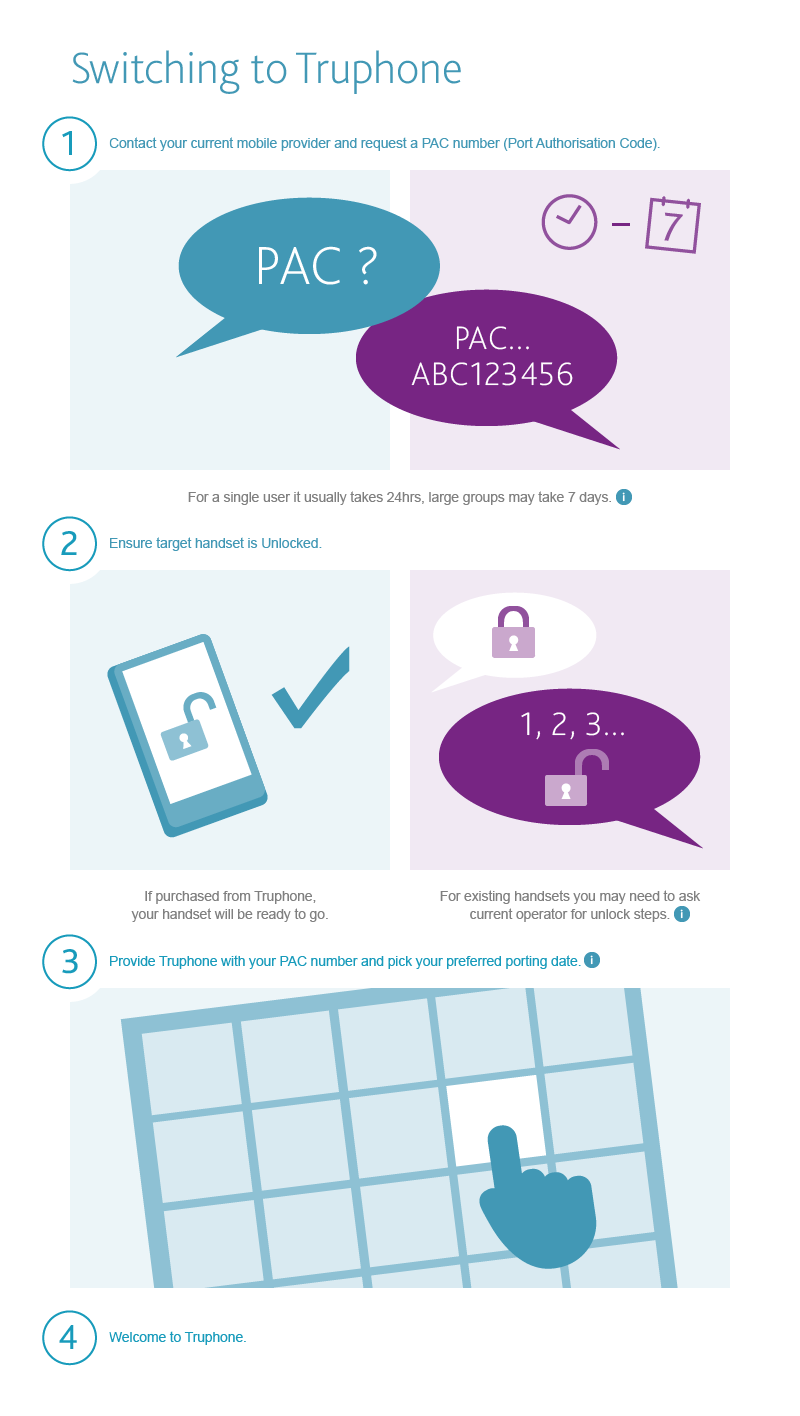 Switching to Truphone
1
Contact your current mobile provider and request a PAC number (Port Authorisation Code).
PAC ?
7
PAC...
ABC123456
For a single user it usually takes 24hrs, large groups may take 7 days. i
2
Ensure target handset is Unlocked.
1, 2, 3...
If purchased from Truphone,
your handset will be ready to go.
For existing handsets you may need to ask
current operator for unlock steps. i
3
Provide Truphone with your PAC number and pick your preferred porting date. i
4
Welcome to Truphone.